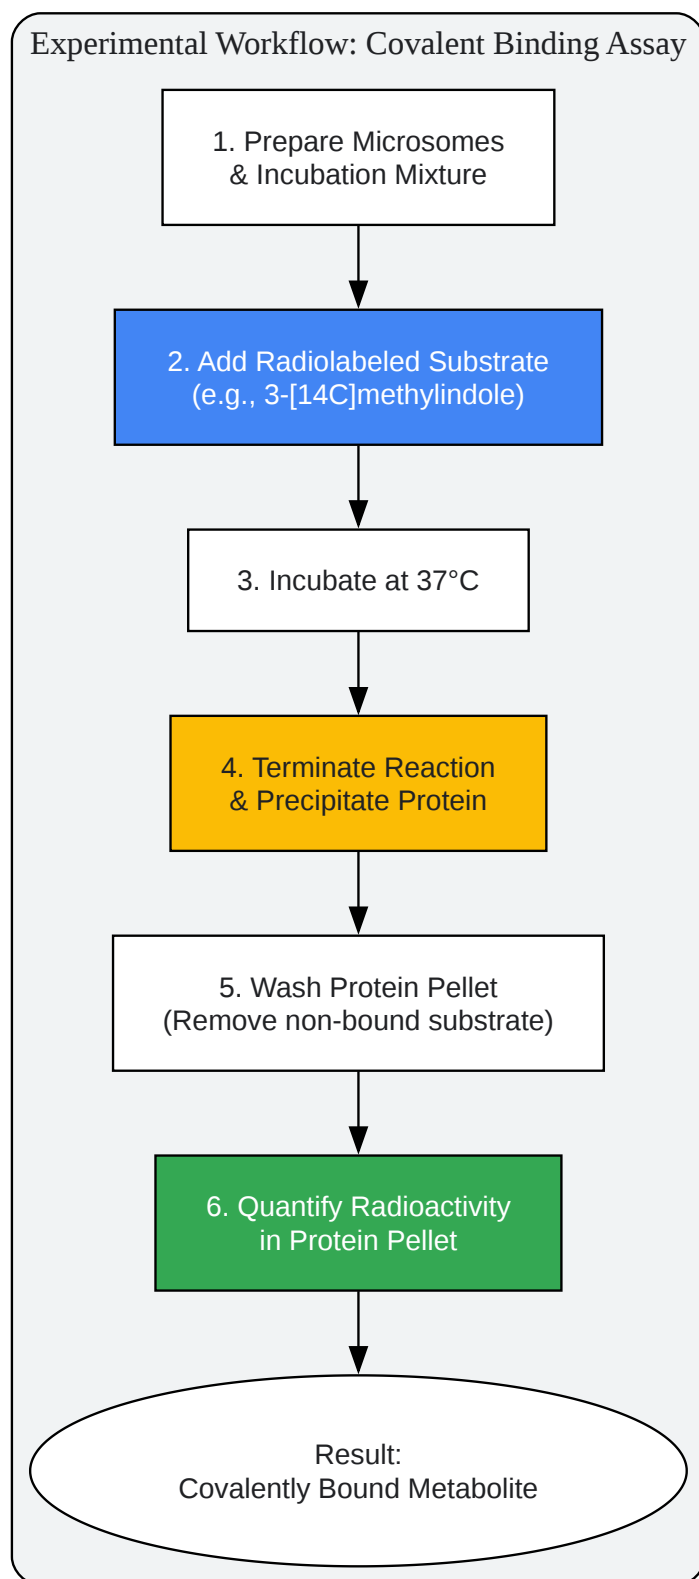 Experimental Workflow: Covalent Binding Assay
1. Prepare Microsomes
& Incubation Mixture
2. Add Radiolabeled Substrate
(e.g., 3-[14C]methylindole)
3. Incubate at 37°C
4. Terminate Reaction
& Precipitate Protein
5. Wash Protein Pellet
(Remove non-bound substrate)
6. Quantify Radioactivity
in Protein Pellet
Result:
Covalently Bound Metabolite